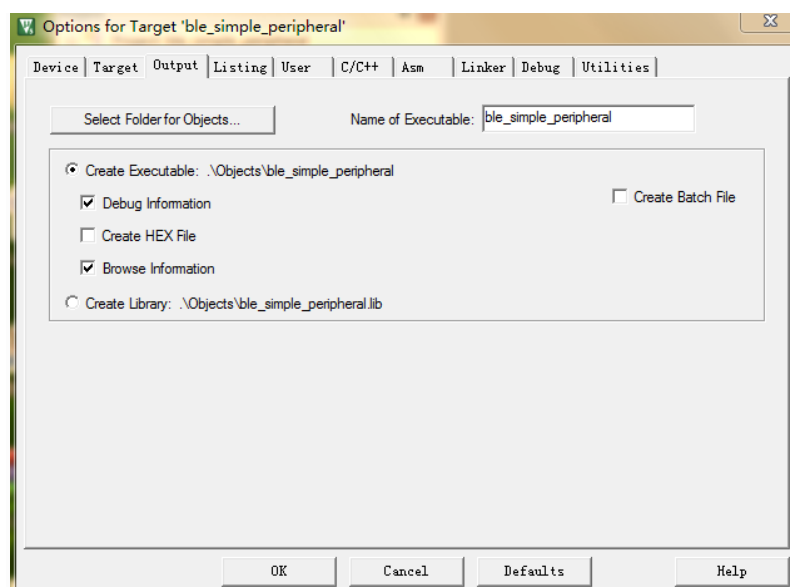 Options for Target 'ble_simple_peripheral'
Device Target Output Listing User C/C++ Asm Linker Debug Utilities
Select Folder for Objects... Name of Executable: ble_simple_peripheral
Create Executable: .\Objects\ble_simple_peripheral
Debug Information Create Batch File
Create HEX File
Browse Information
Create Library: .\Objects\ble_simple_peripheral.lib
OK Cancel Defaults Help